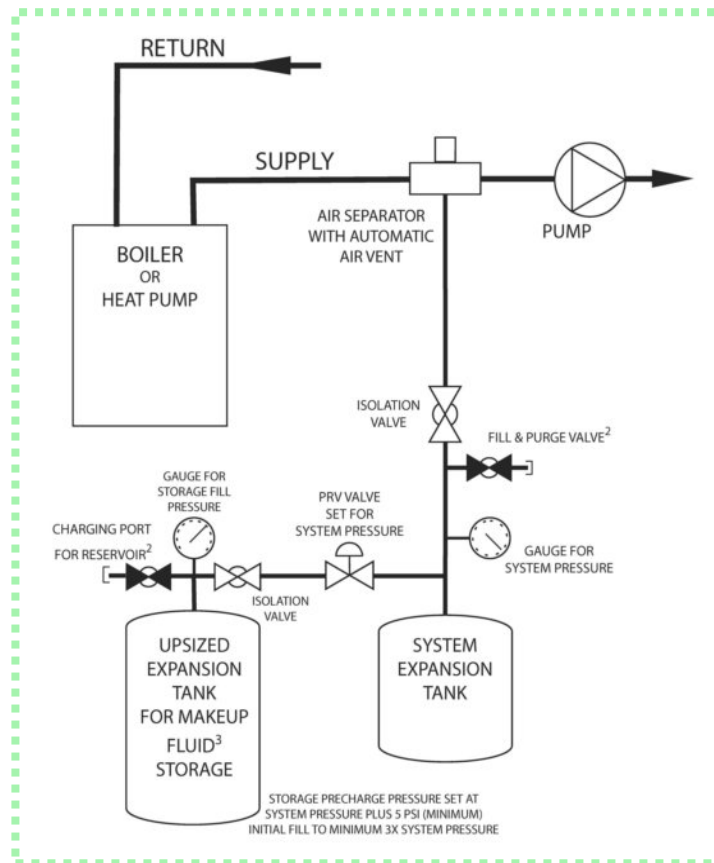 RETURN
SUPPLY
AIR SEPARATOR
WITH AUTOMATIC
AIR VENT
PUMP
BOILER
OR
HEAT PUMP
ISOLATION
VALVE
FILL & PURGE VALVE²
GAUGE FOR
STORAGE FILL
PRESSURE
PRV VALVE
SET FOR
SYSTEM PRESSURE
CHARGING PORT
FOR RESERVOIR²
GAUGE FOR
SYSTEM PRESSURE
ISOLATION
VALVE
UPSIZED
EXPANSION
TANK
FOR MAKEUP
FLUID³
STORAGE
SYSTEM
EXPANSION
TANK
STORAGE PRECHARGE PRESSURE SET AT
SYSTEM PRESSURE PLUS 5 PSI (MINIMUM)
INITIAL FILL TO MINIMUM 3X SYSTEM PRESSURE